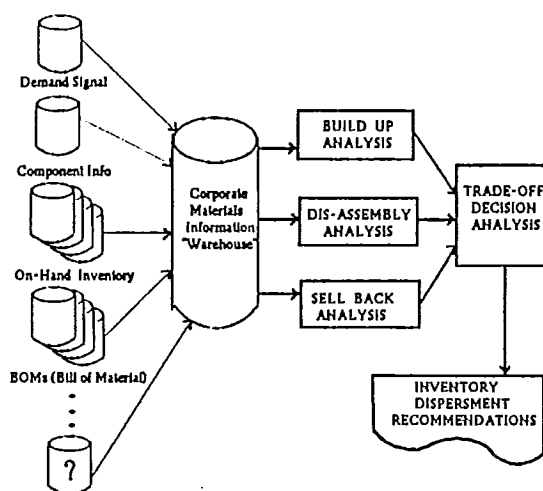 Demand Signal
Component Info
On-Hand Inventory
BOMs (Bill of Material)
?
Corporate
Materials
Information
"Warehouse"
BUILD UP
ANALYSIS
DIS-ASSEMBLY
ANALYSIS
SELL BACK
ANALYSIS
TRADE-OFF
DECISION
ANALYSIS
INVENTORY
DISPERSMENT
RECOMMENDATIONS